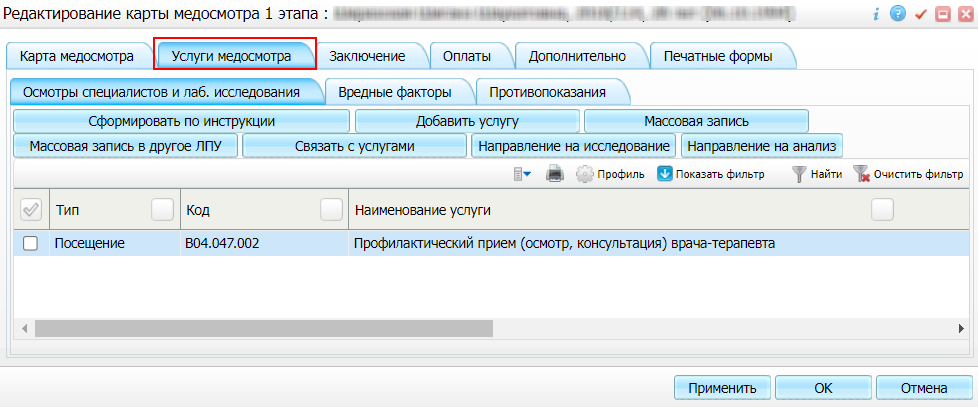 Редактирование карты медосмотра 1 этапа :
Карта медосмотра Услуги медосмотра Заключение Оплаты Дополнительно Печатные формы
Осмотры специалистов и лаб. исследования Вредные факторы Противопоказания
Сформировать по инструкции Добавить услугу Массовая запись
Массовая запись в другое ЛПУ Связать с услугами Направление на исследование Направление на анализ
Профиль Показать фильтр Найти Очистить фильтр
Тип Код Наименование услуги
Посещение B04.047.002 Профилактический прием (осмотр, консультация) врача-терапевта
Применить ОК Отмена